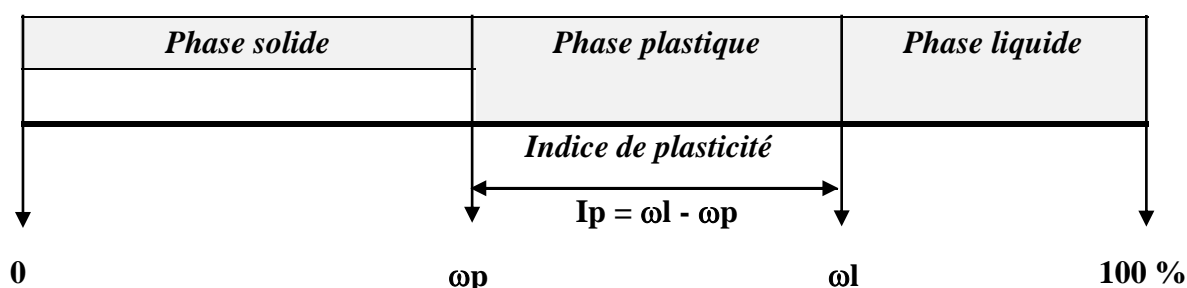 Phase solide Phase plastique Phase liquide
Indice de plasticité
Ip = ωl - ωp
0 ωp ωl 100 %